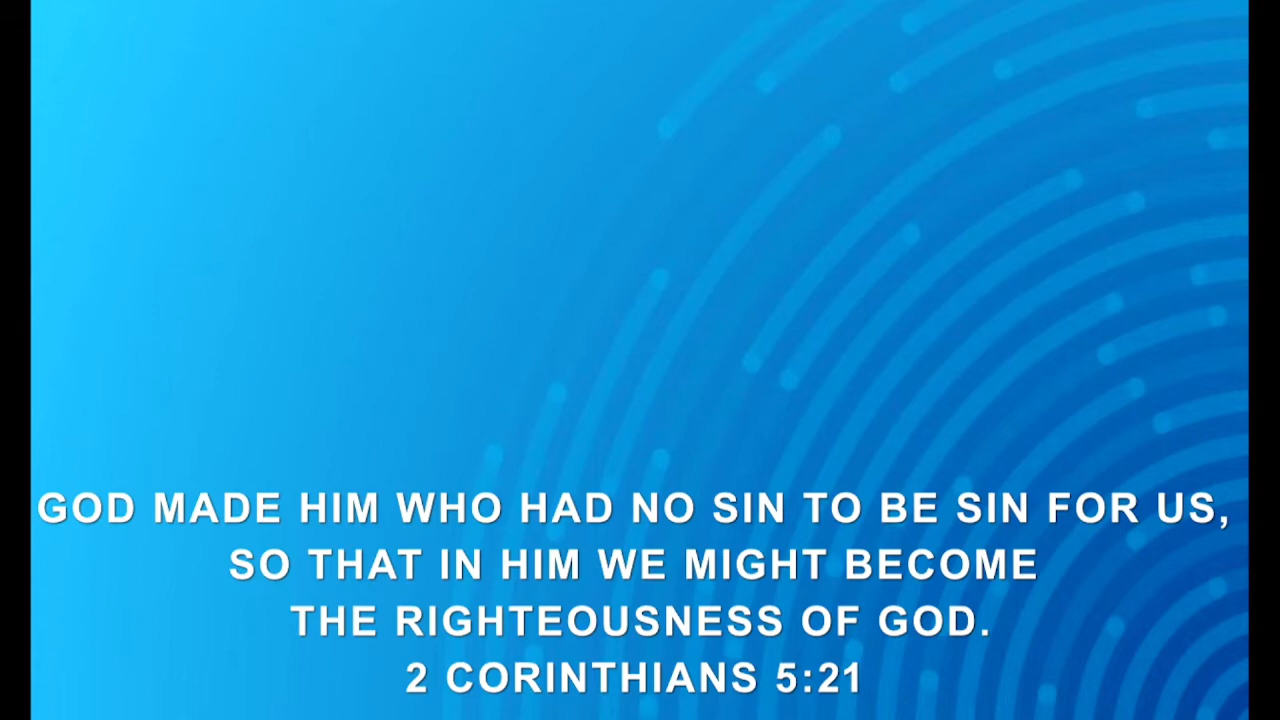 GOD MADE HIM WHO HAD NO SIN TO BE SIN FOR US,
SO THAT IN HIM WE MIGHT BECOME
THE RIGHTEOUSNESS OF GOD.
2 CORINTHIANS 5:21